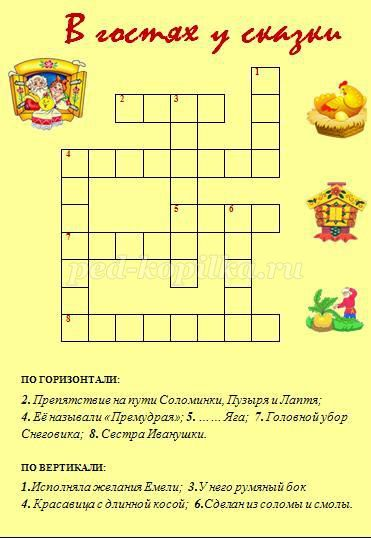 В гостях у сказки
1
2 3
4
5 6
7
ped-kopilka.ru
8
ПО ГОРИЗОНТАЛИ:
2. Препятствие на пути Соломинки, Пузыря и Лаптя;
4. Её называли «Премудрая»; 5. ......Яга; 7. Головной убор
Снеговика; 8. Сестра Иванушки.
ПО ВЕРТИКАЛИ:
1.Исполняла желания Емели; 3.У него румяный бок
4. Красавица с длинной косой; 6.Сделан из соломы и смолы.